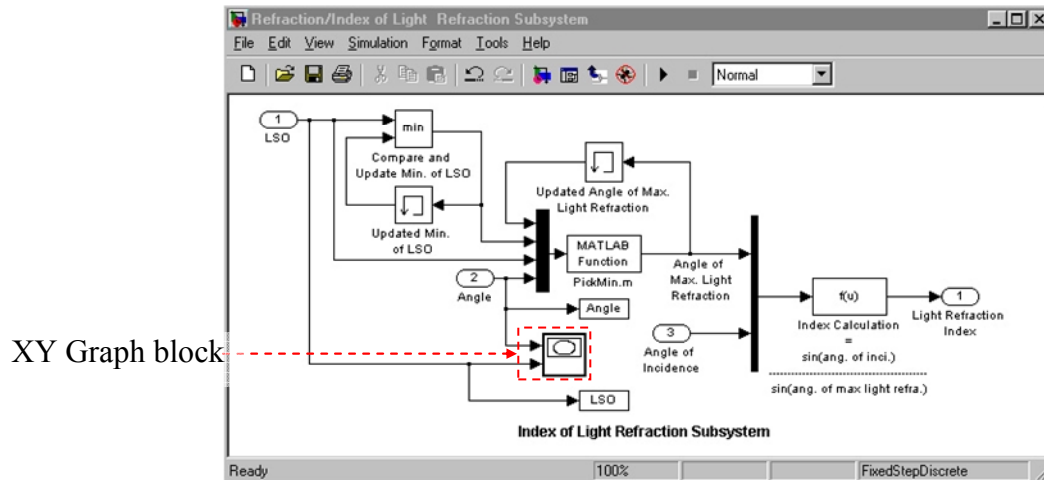 Refraction/Index of Light Refraction Subsystem
File Edit View Simulation Format Tools Help
Normal
1
LSO
min
Compare and
Update Min. of LSO
Updated Min.
of LSO
Updated Angle of Max.
Light Refraction
MATLAB
Function
PickMin.m
2
Angle
Angle
Angle of
Max. Light
Refraction
3
Angle of
Incidence
f(u)
Index Calculation
=
sin(ang. of inci.)
sin(ang. of max light refra.)
1
Light Refraction
Index
XY Graph block
LSO
Index of Light Refraction Subsystem
Ready 100% FixedStepDiscrete